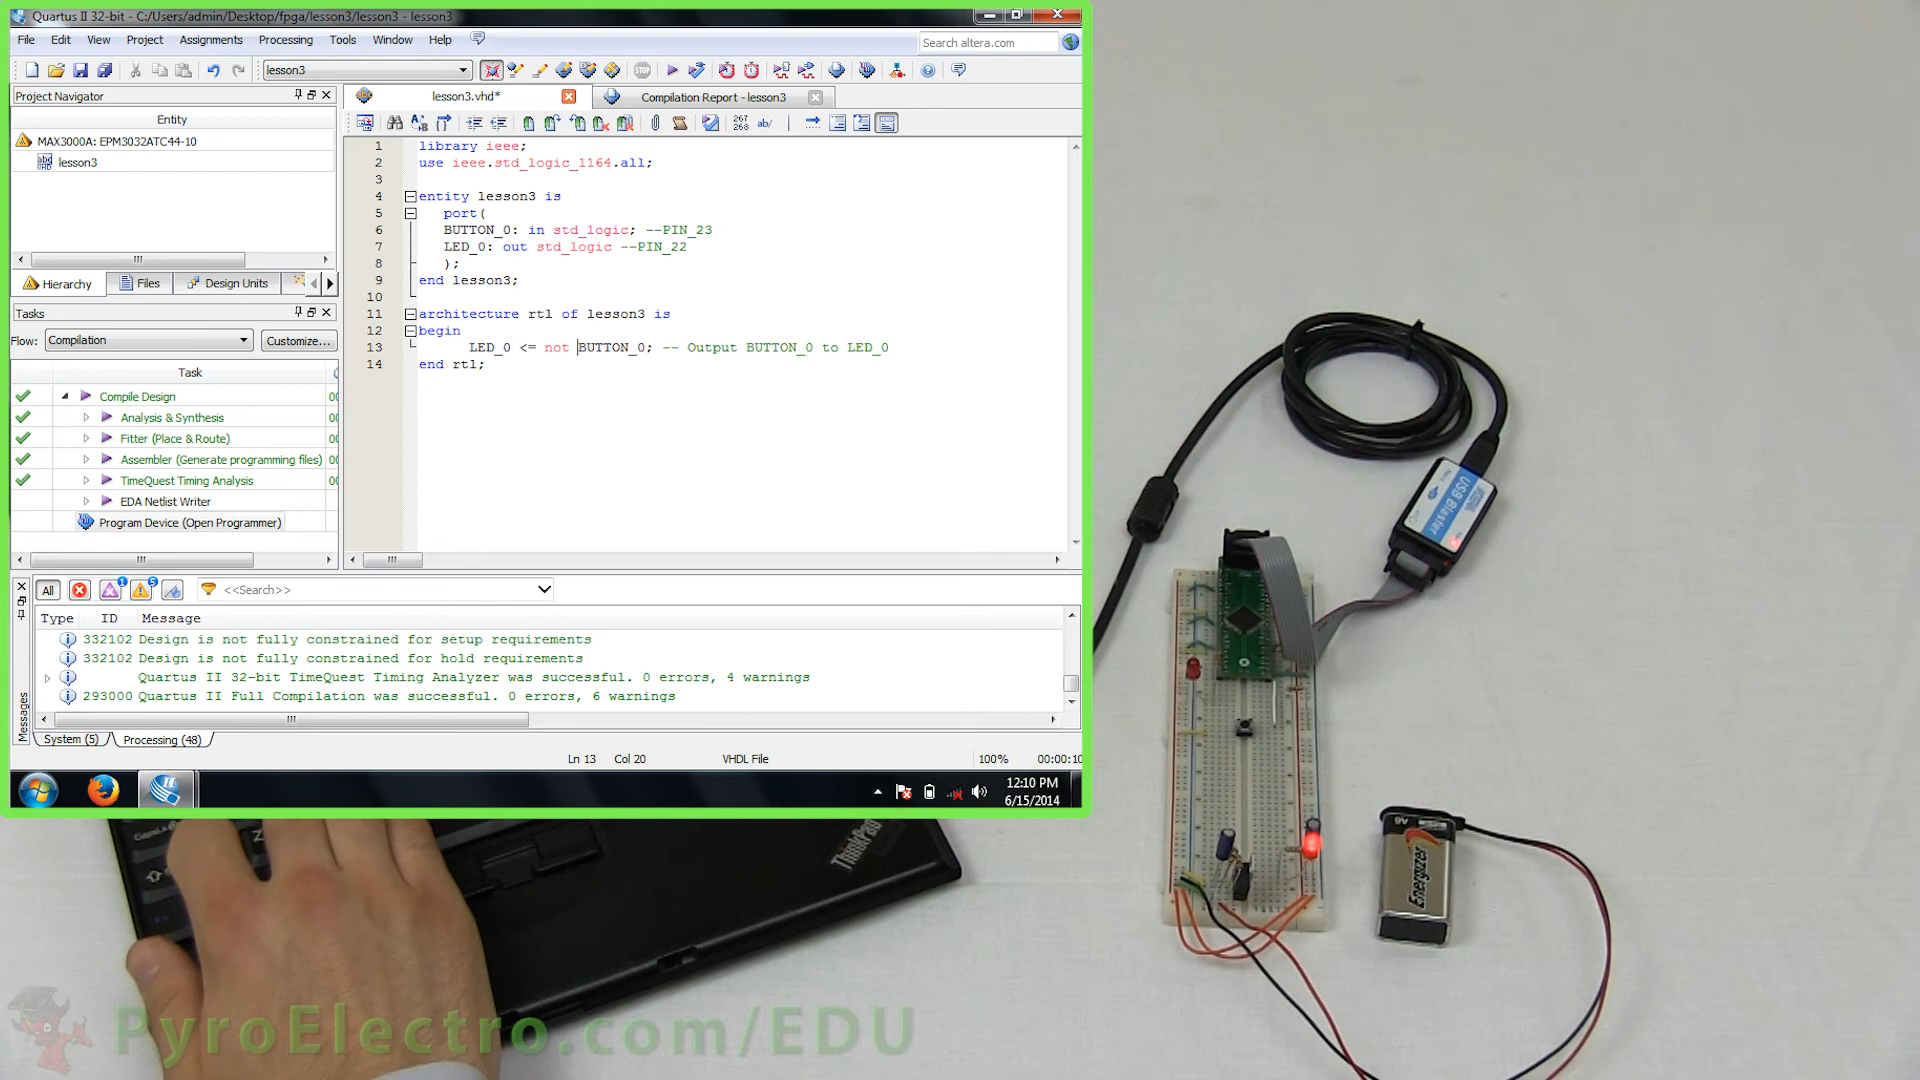 Quartus II 32-bit - C:/Users/admin/Desktop/fpga/lesson3/lesson3 - lesson3
File Edit View Project Assignments Processing Tools Window Help
Search altera.com
lesson3
Project Navigator
lesson3.vhd*
Compilation Report - lesson3
Entity
MAX3000A: EPM3032ATC44-10
lesson3
267
268
ab/
1 library ieee;
2 use ieee.std_logic_1164.all;
3
4 entity lesson3 is
5 port(
6 BUTTON_0: in std_logic; --PIN_23
7 LED_0: out std_logic --PIN_22
8 );
9 end lesson3;
10
11 architecture rtl of lesson3 is
12 begin
13 LED_0 <= not BUTTON_0; -- Output BUTTON_0 to LED_0
14 end rtl;
Hierarchy Files Design Units
Tasks
Flow: Compilation Customize...
Task
Compile Design
Analysis & Synthesis
Fitter (Place & Route)
Assembler (Generate programming files)
TimeQuest Timing Analysis
EDA Netlist Writer
Program Device (Open Programmer)
All
<<Search>>
Type ID Message
332102 Design is not fully constrained for setup requirements
332102 Design is not fully constrained for hold requirements
Quartus II 32-bit TimeQuest Timing Analyzer was successful. 0 errors, 4 warnings
293000 Quartus II Full Compilation was successful. 0 errors, 6 warnings
Messages
System (5) Processing (48)
Ln 13 Col 20 VHDL File 100% 00:00:10
12:10 PM
6/15/2014
USB Blaster
ThinkPad
Energizer
PyroElectro.com/EDU